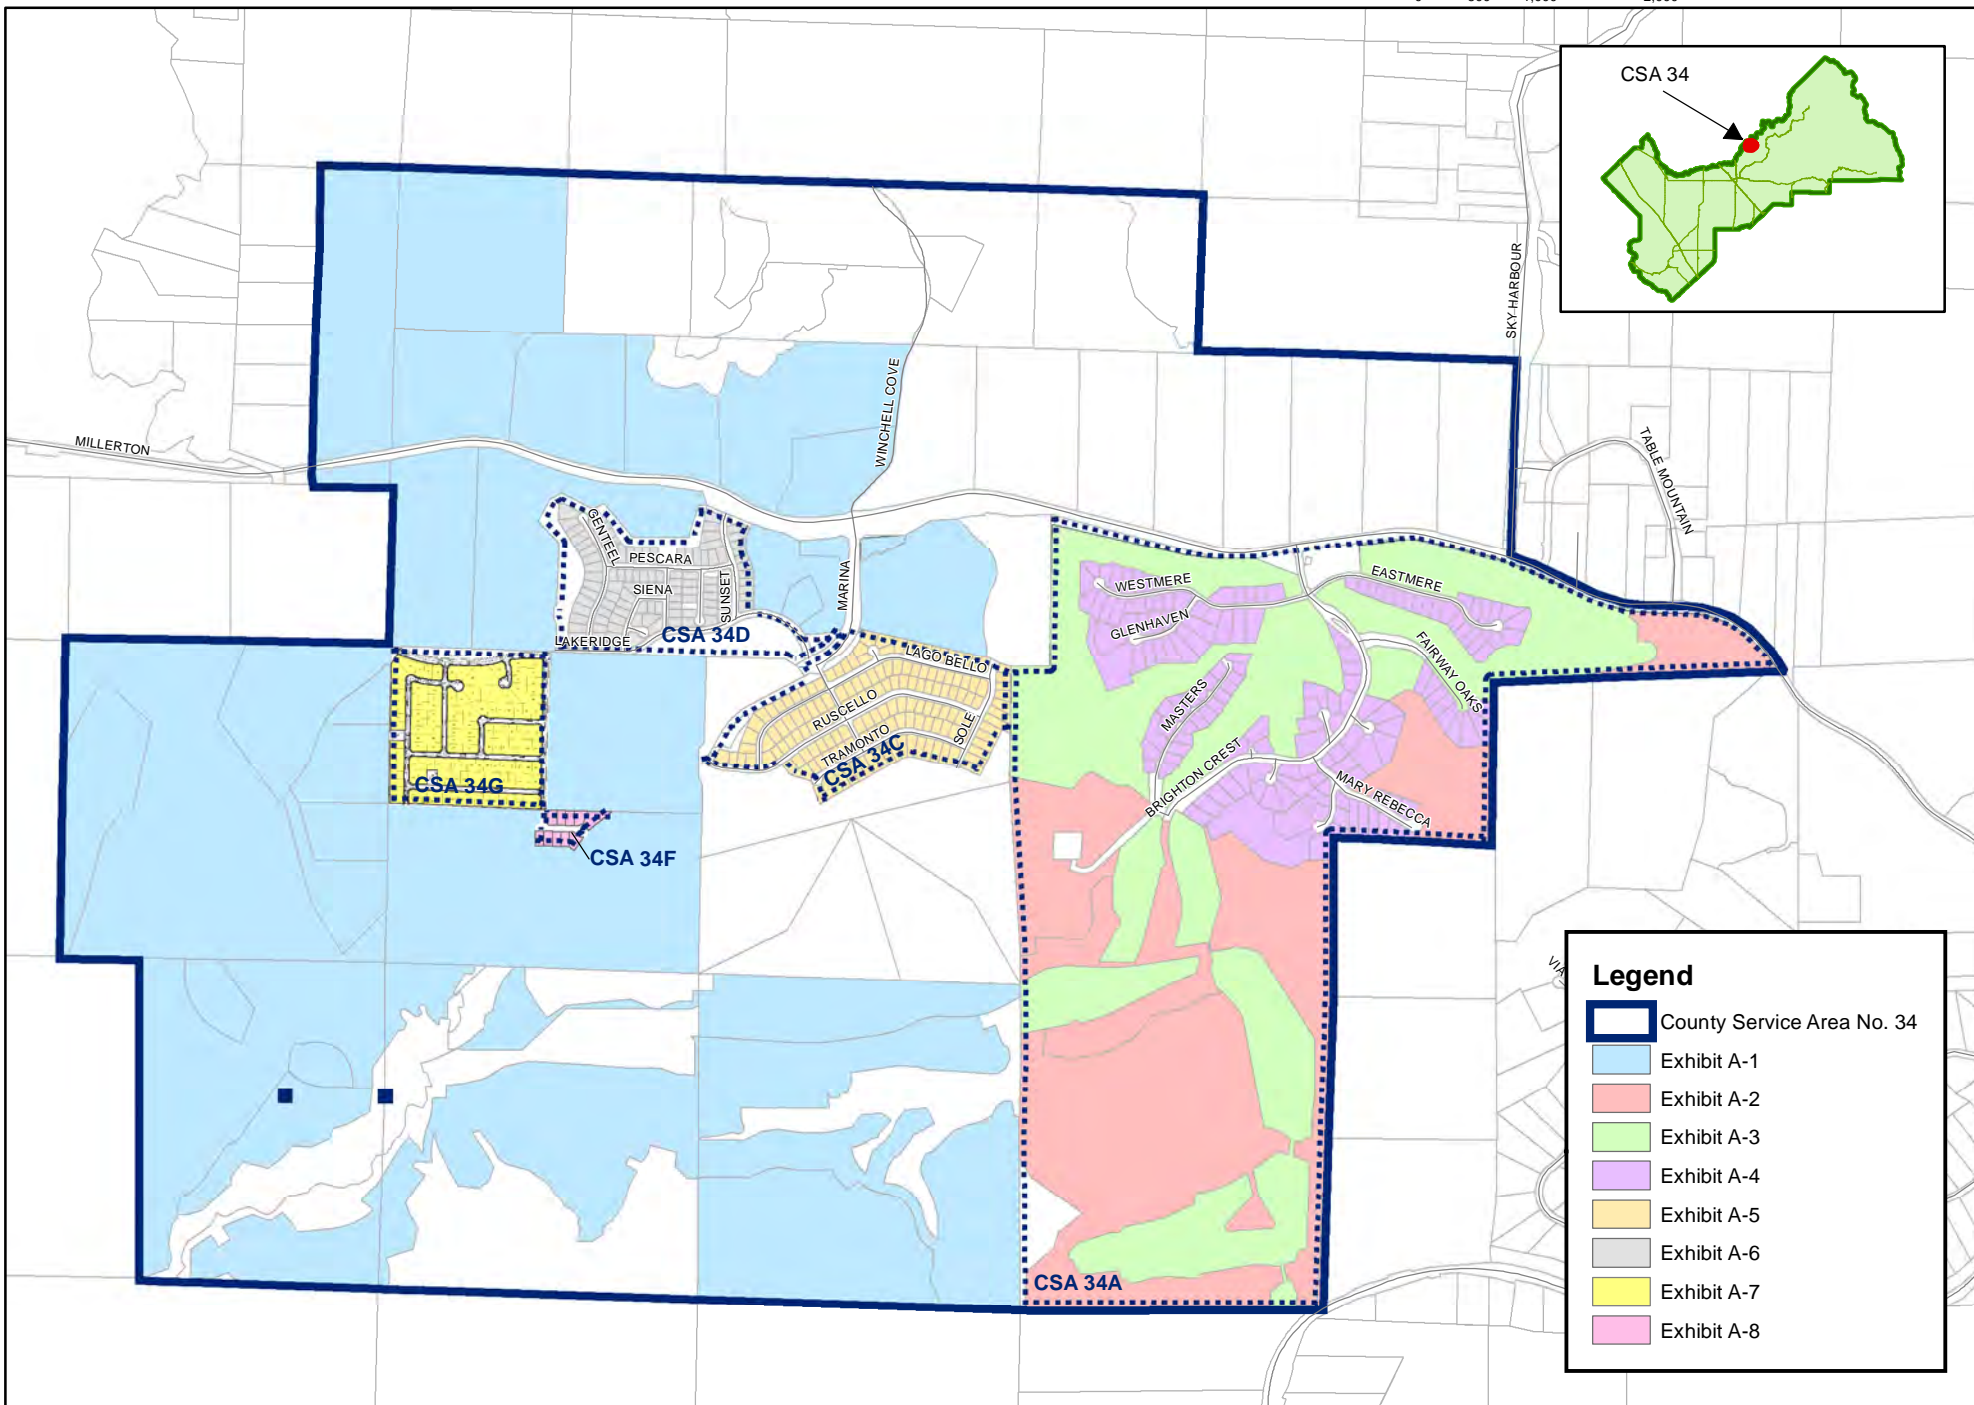 CSA 34
SKY HARBOUR
WINCHELL COVE
MILLERTON
TABLE MOUNTAIN
GENTEEL
PESCARA
SIENA
SUNSET
MARINA
LAKERIDGE
CSA 34D
WESTMERE
EASTMERE
GLENHAVEN
FAIRWAY OAKS
LAGO BELLO
RUSCELLO
MASTERS
SOLE
TRAMONTO
CSA 34C
CSA 34G
BRIGHTON CREST
MARY REBECCA
CSA 34F
VIA
CSA 34A
Legend
County Service Area No. 34
Exhibit A-1
Exhibit A-2
Exhibit A-3
Exhibit A-4
Exhibit A-5
Exhibit A-6
Exhibit A-7
Exhibit A-8